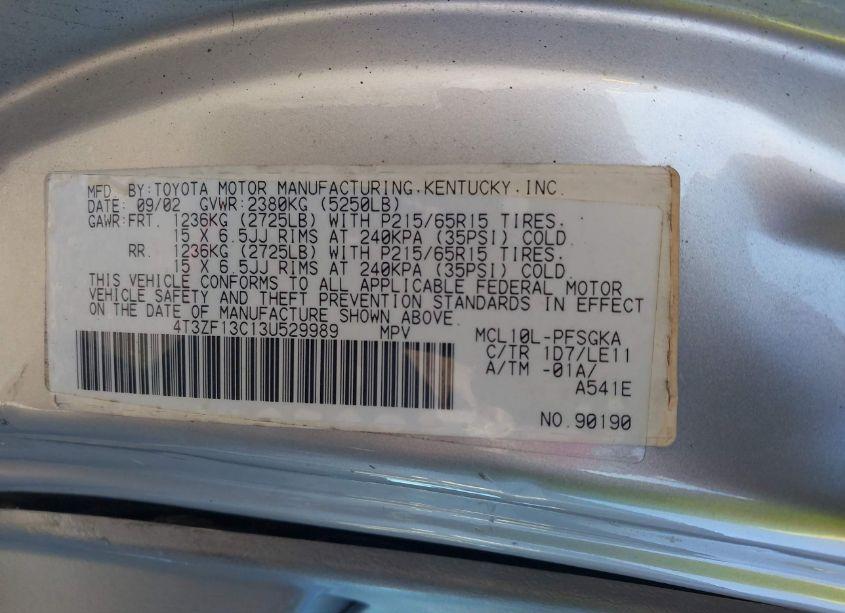 MFD. BY:TOYOTA MOTOR MANUFACTURING,KENTUCKY,INC.
DATE: 09/02 GVWR:2380KG (5250LB)
GAWR:FRT. 1236KG (2725LB) WITH P215/65R15 TIRES.
15 X 6.5JJ RIMS AT 240KPA (35PSI) COLD.
RR. 1236KG (2725LB) WITH P215/65R15 TIRES.
15 X 6.5JJ RIMS AT 240KPA (35PSI) COLD.
THIS VEHICLE CONFORMS TO ALL APPLICABLE FEDERAL MOTOR
VEHICLE SAFETY AND THEFT PREVENTION STANDARDS IN EFFECT
ON THE DATE OF MANUFACTURE SHOWN ABOVE.
4T3ZF13C13U529989 MPV
MCL10L-PFSGKA
C/TR 1D7/LE11
A/TM -01A/
A541E
NO.90190